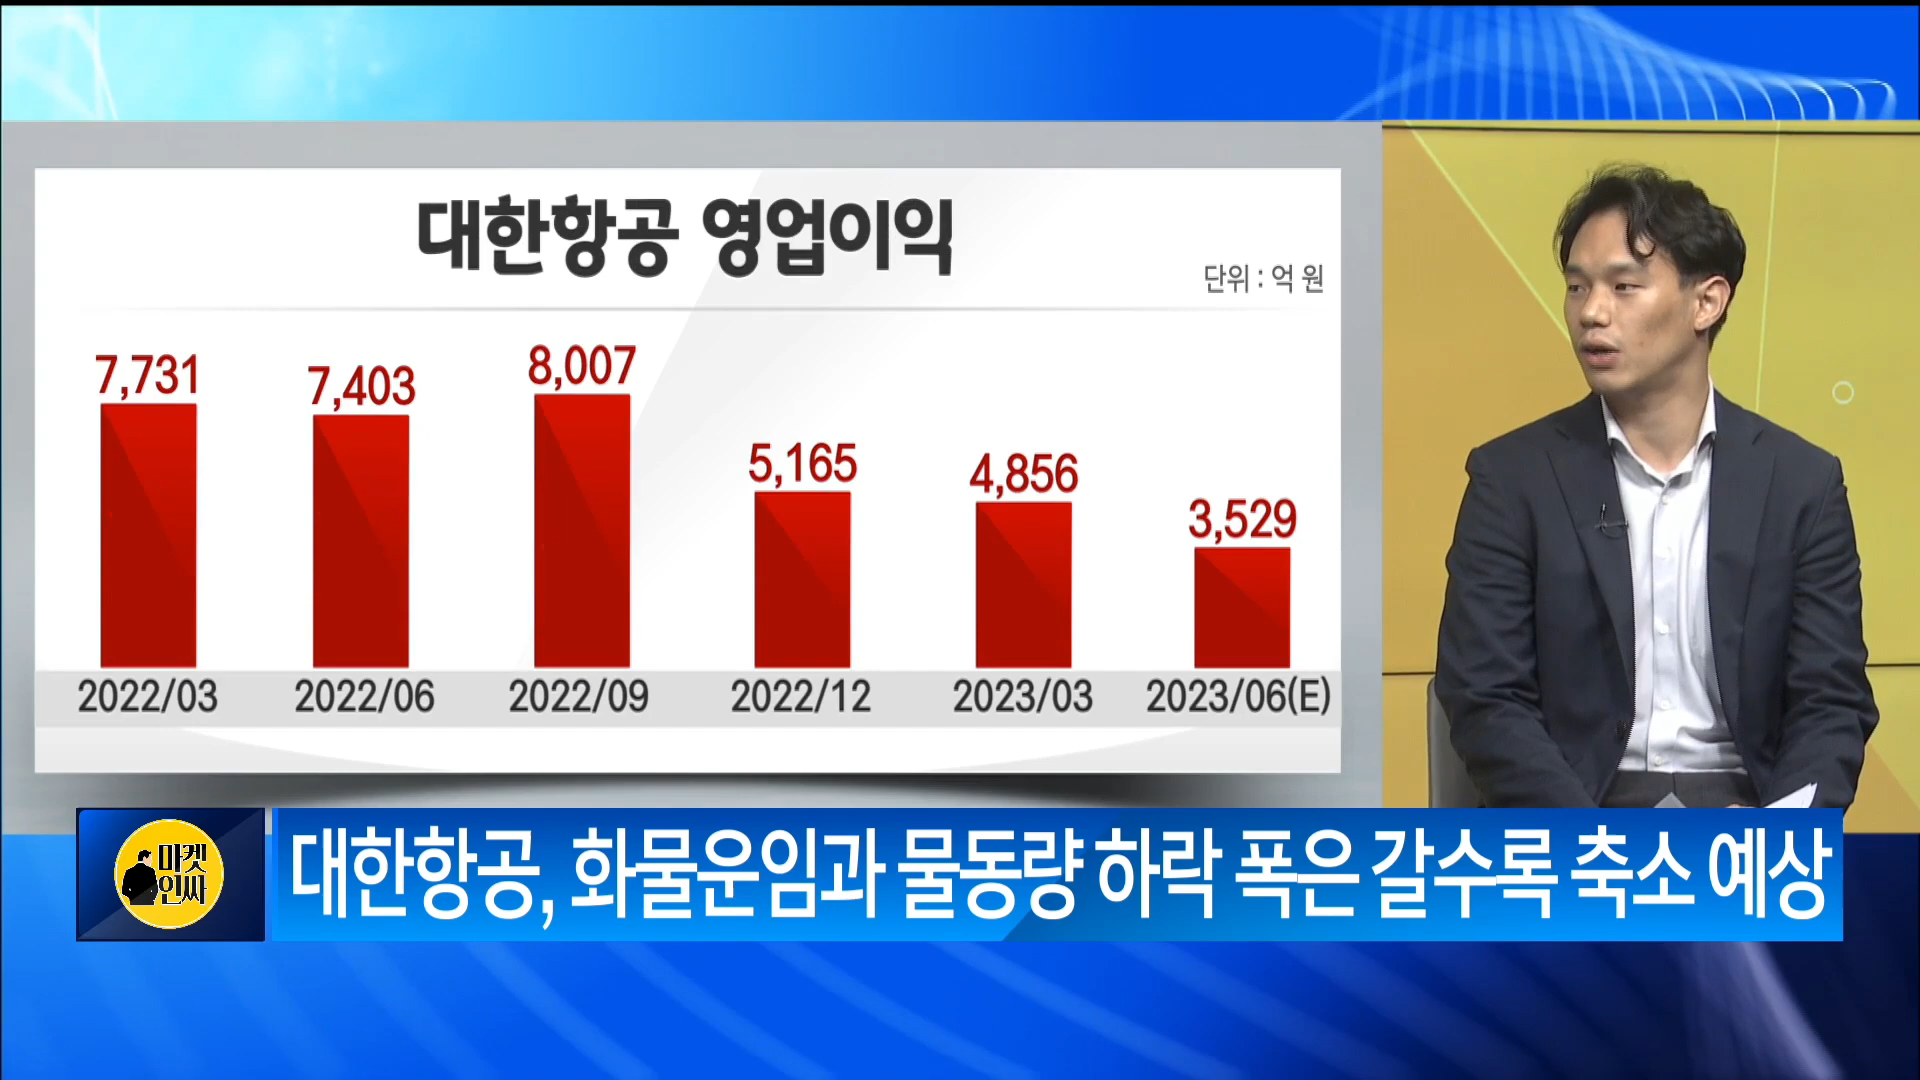 대한항공 영업이익
단위 : 억 원
7,731
7,403
8,007
5,165
4,856
3,529
2022/03
2022/06
2022/09
2022/12
2023/03
2023/06(E)
마켓
인싸
대한항공, 화물운임과 물동량 하락 폭은 갈수록 축소 예상